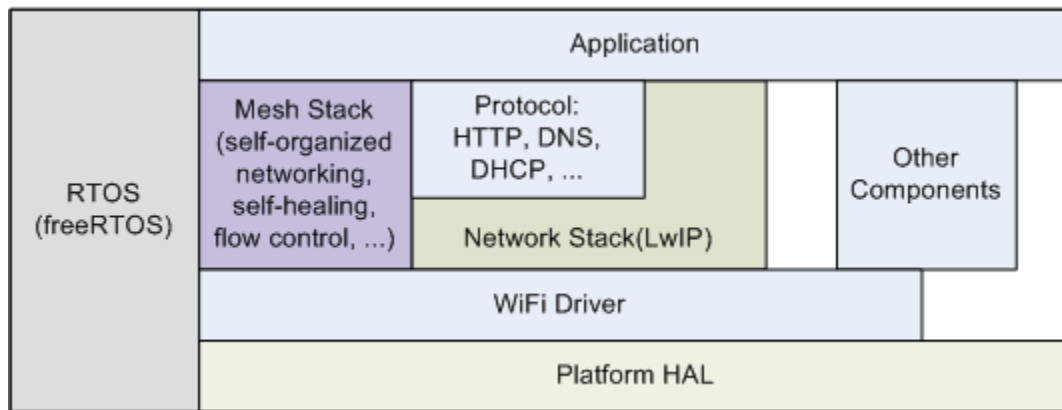 Application
Mesh Stack
(self-organized
networking,
self-healing,
flow control, ...)
Protocol:
HTTP, DNS,
DHCP, ...
Other
Components
RTOS
(freeRTOS)
Network Stack(LwIP)
WiFi Driver
Platform HAL